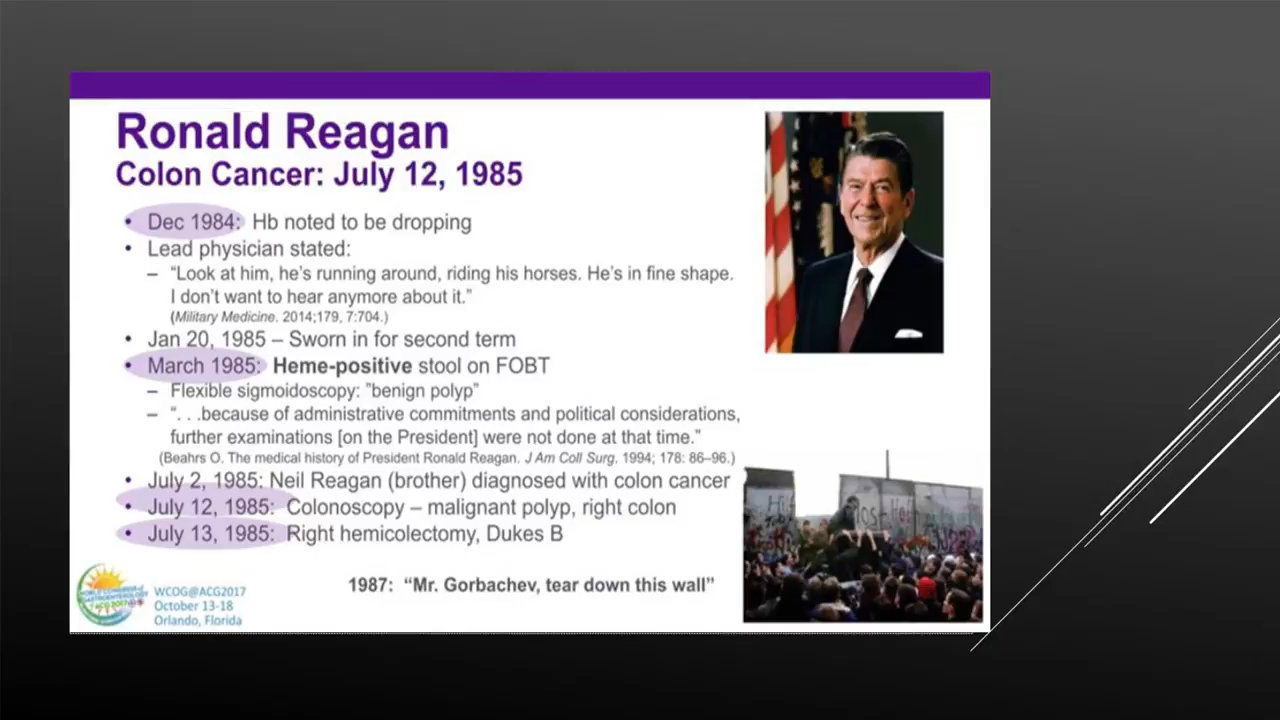 Ronald Reagan
Colon Cancer: July 12, 1985
• Dec 1984: Hb noted to be dropping
• Lead physician stated:
– “Look at him, he’s running around, riding his horses. He’s in fine shape.
I don’t want to hear anymore about it.”
(Military Medicine. 2014;179, 7:704.)
• Jan 20, 1985 – Sworn in for second term
• March 1985: Heme-positive stool on FOBT
– Flexible sigmoidoscopy: ”benign polyp”
– “. . .because of administrative commitments and political considerations,
further examinations [on the President] were not done at that time.”
(Beahrs O. The medical history of President Ronald Reagan. J Am Coll Surg. 1994; 178: 86–96.)
• July 2, 1985: Neil Reagan (brother) diagnosed with colon cancer
• July 12, 1985: Colonoscopy – malignant polyp, right colon
• July 13, 1985: Right hemicolectomy, Dukes B
1987: “Mr. Gorbachev, tear down this wall”
WCOG@ACG2017
October 13-18
Orlando, Florida